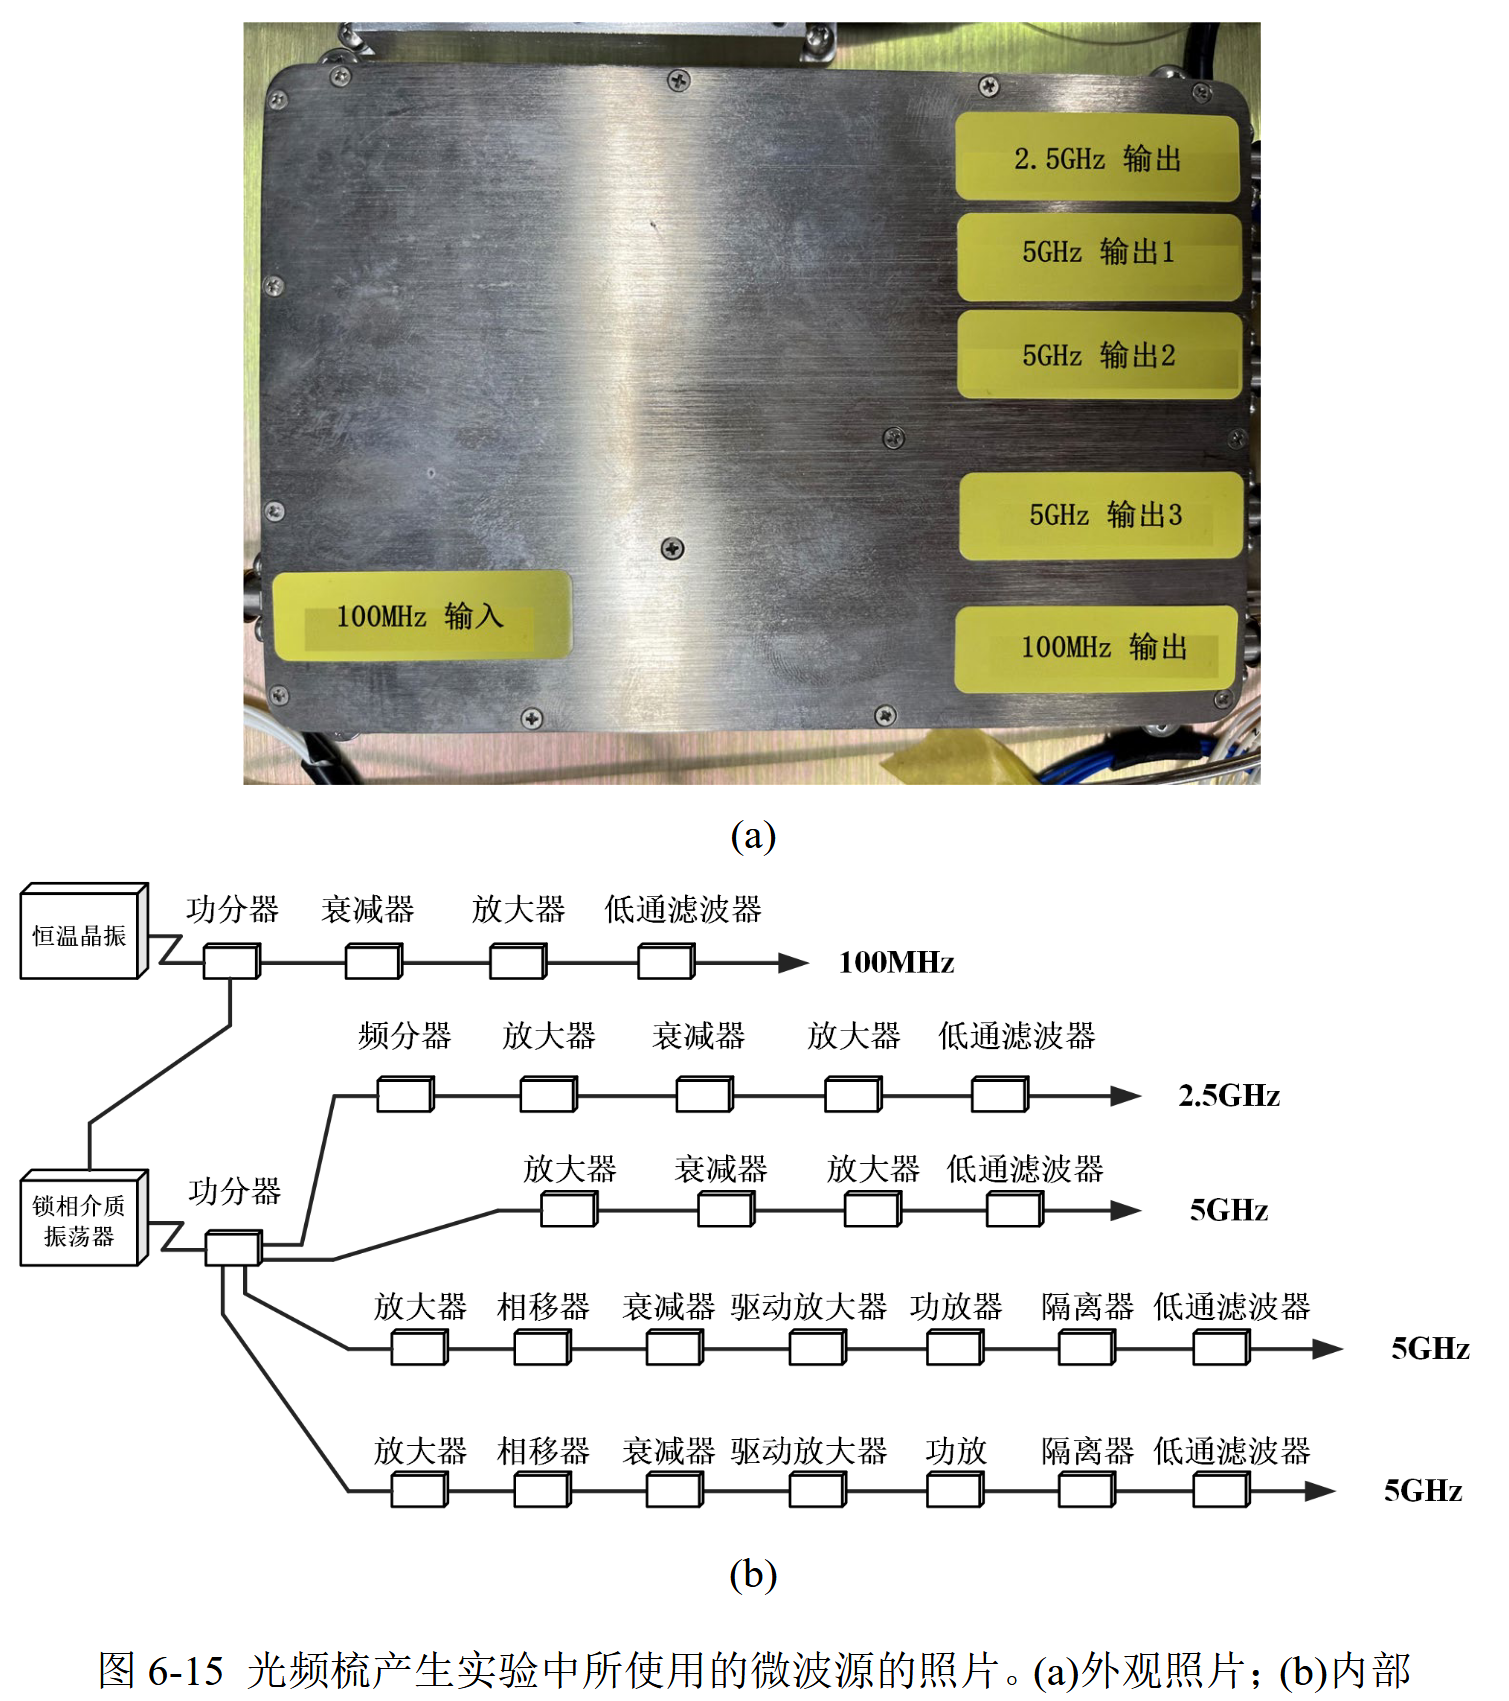 2.5GHz 输出
5GHz 输出1
5GHz 输出2
5GHz 输出3
100MHz 输入
100MHz 输出
(a)
恒温晶振
功分器 衰减器 放大器 低通滤波器
100MHz
频分器 放大器 衰减器 放大器 低通滤波器
2.5GHz
锁相介质
振荡器
功分器
放大器 衰减器 放大器 低通滤波器
5GHz
放大器 相移器 衰减器 驱动放大器 功放器 隔离器 低通滤波器
5GHz
放大器 相移器 衰减器 驱动放大器 功放 隔离器 低通滤波器
5GHz
(b)
图 6-15 光频梳产生实验中所使用的微波源的照片。(a)外观照片；(b)内部